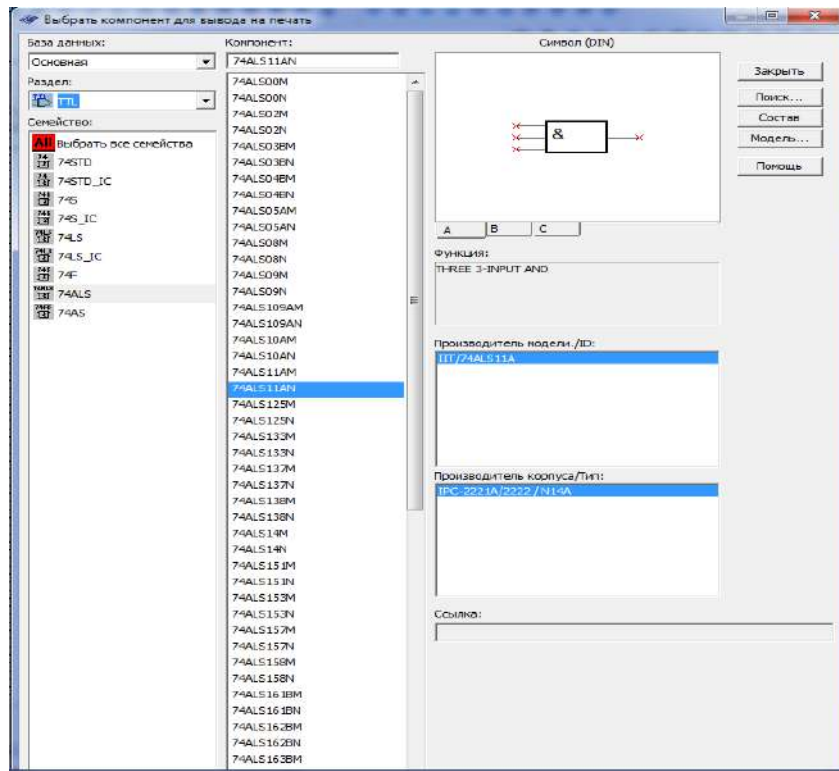 Выбрать компонент для вывода на печать
База данных:
Основная
Раздел:
TTL
Семейство:
All Выбрать все семейства
74STD
74STD_IC
74S
74S_IC
74LS
74LS_IC
74F
74ALS
74AS
Компонент:
74ALS11AN
74ALS00M
74ALS00N
74ALS02M
74ALS02N
74ALS03BM
74ALS03BN
74ALS04BM
74ALS04BN
74ALS05AM
74ALS05AN
74ALS08M
74ALS08N
74ALS09M
74ALS09N
74ALS109AM
74ALS109AN
74ALS10AM
74ALS10AN
74ALS11AM
74ALS11AN
74ALS125M
74ALS125N
74ALS133M
74ALS133N
74ALS137M
74ALS137N
74ALS138M
74ALS138N
74ALS14M
74ALS14N
74ALS151M
74ALS151N
74ALS153M
74ALS153N
74ALS157M
74ALS157N
74ALS158M
74ALS158N
74ALS161BM
74ALS161BN
74ALS162BM
74ALS162BN
74ALS163BM
Символ (DIN)
&
A B C
Функция:
THREE 3-INPUT AND
Производитель модели./ID:
IIT/74ALS11A
Производитель корпуса/Тип:
IPC-2221A/2222 / N14A
Ссылка:
Закрыть
Поиск...
Состав
Модель...
Помощь